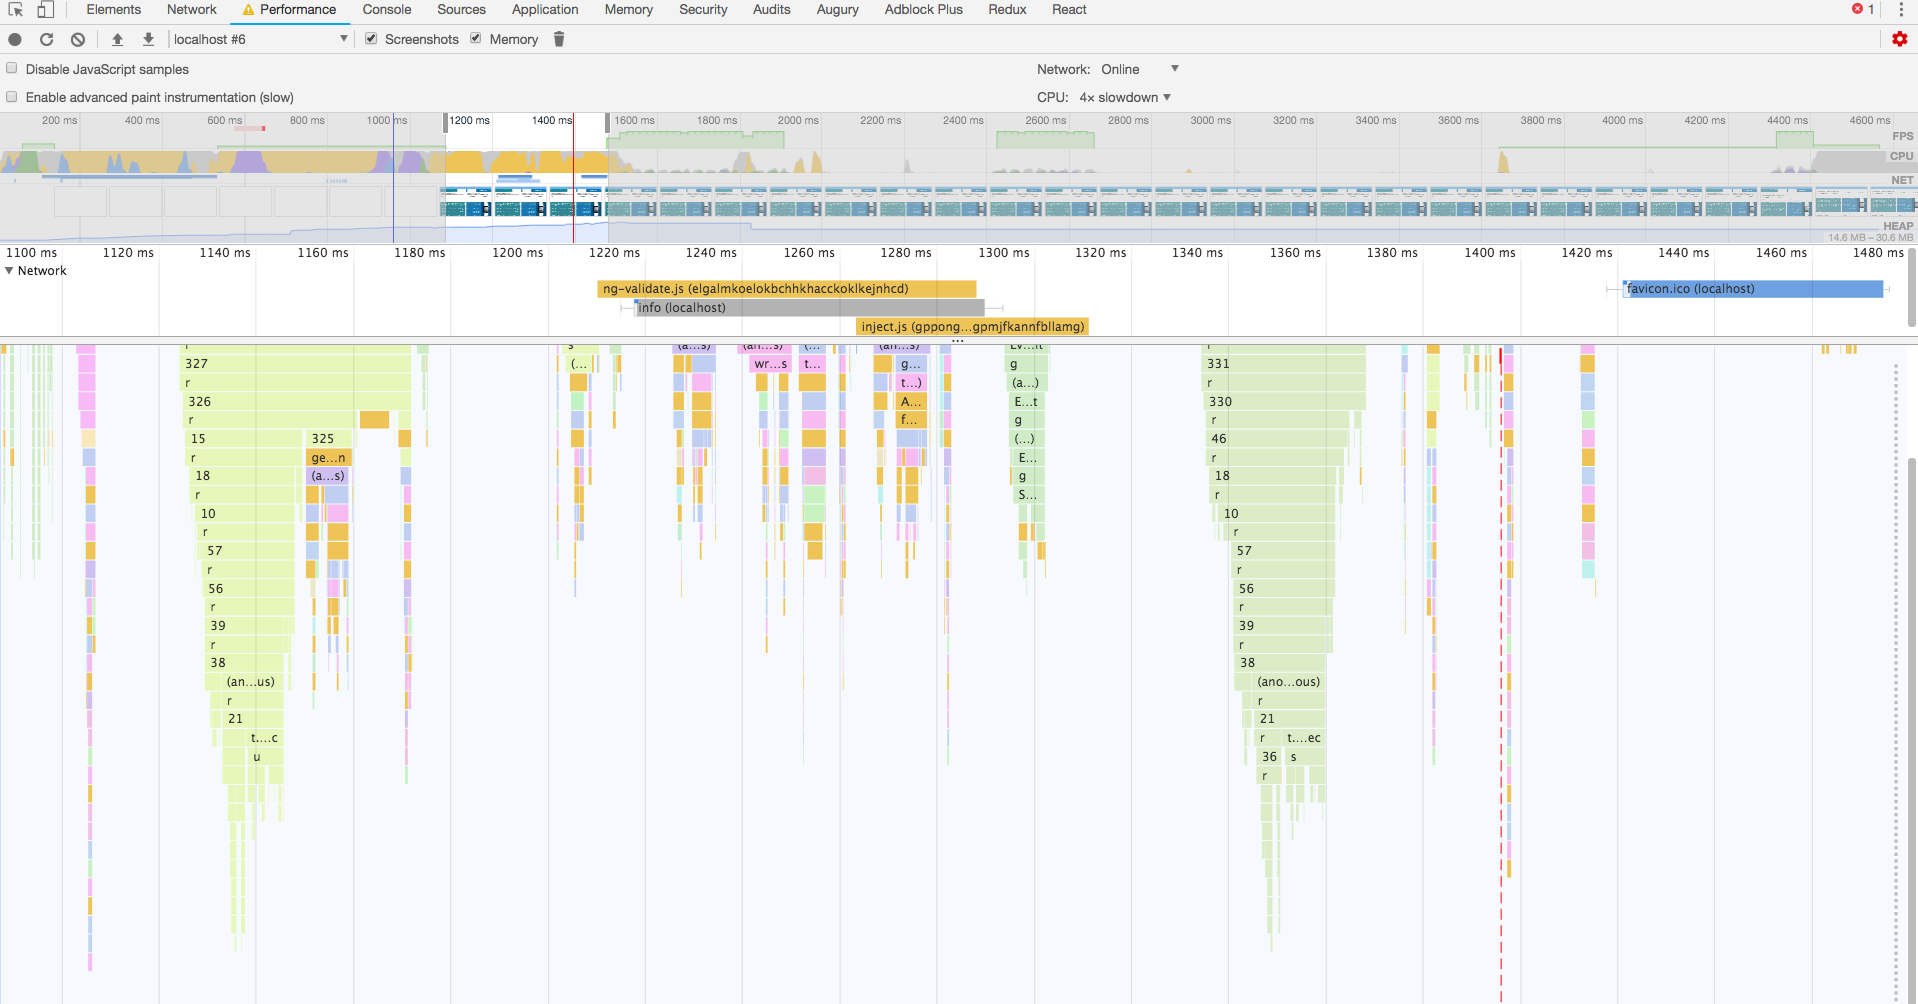 Elements Network Performance Console Sources Application Memory Security Audits Augury Adblock Plus Redux React 1
localhost #6 Screenshots Memory
Disable JavaScript samples Network: Online
Enable advanced paint instrumentation (slow) CPU: 4× slowdown
200 ms 400 ms 600 ms 800 ms 1000 ms 1200 ms 1400 ms 1600 ms 1800 ms 2000 ms 2200 ms 2400 ms 2600 ms 2800 ms 3000 ms 3200 ms 3400 ms 3600 ms 3800 ms 4000 ms 4200 ms 4400 ms 4600 ms
FPS
CPU
NET
HEAP
14.6 MB – 30.6 MB
1100 ms 1120 ms 1140 ms 1160 ms 1180 ms 1200 ms 1220 ms 1240 ms 1260 ms 1280 ms 1300 ms 1320 ms 1340 ms 1360 ms 1380 ms 1400 ms 1420 ms 1440 ms 1460 ms 1480 ms
Network
ng-validate.js (elgalmkoelokbchhkhacckoklkejnhcd) favicon.ico (localhost)
info (localhost)
inject.js (gppong...gpmjfkannfbllamg)
...
327 (... wr...s t... g... g 331
r t...) (a...) r
326 A... E...t 330
r f... g r
15 325 (...) 46
r ge...n E... r
18 (a...s) g 18
r S... r
10 10
r r
57 57
r r
56 56
r r
39 39
r r
38 38
(an...us) (ano...ous)
r r
21 21
t....c r t....ec
u 36 s
r